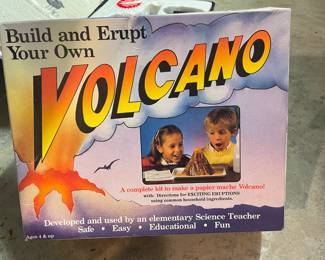 Build and Erupt
Your Own
VOLCANO
A complete kit to make a papier mache Volcano!
with: Directions for EXCITING ERUPTIONS
using common household ingredients.
Developed and used by an elementary Science Teacher
Safe • Easy • Educational • Fun
Ages 4 & up